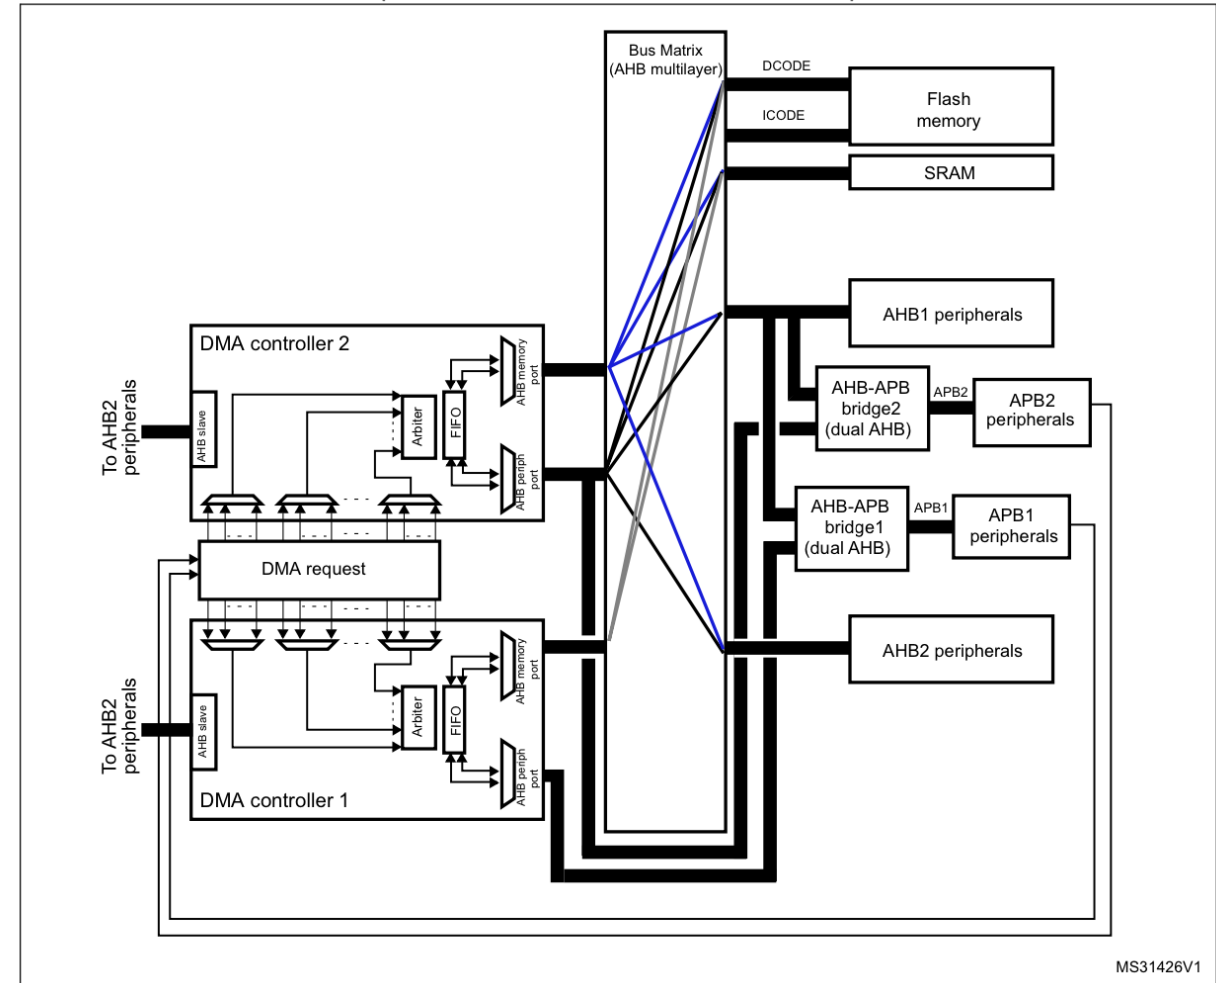 Bus Matrix
(AHB multilayer)
DCODE
Flash
memory
ICODE
SRAM
AHB1 peripherals
DMA controller 2
AHB memory
port
To AHB2
peripherals
AHB slave
Arbiter
FIFO
AHB periph
port
AHB-APB
bridge2
(dual AHB)
APB2
APB2
peripherals
AHB-APB
bridge1
(dual AHB)
APB1
APB1
peripherals
DMA request
AHB2 peripherals
AHB memory
port
To AHB2
peripherals
AHB slave
Arbiter
FIFO
AHB periph
port
DMA controller 1
MS31426V1